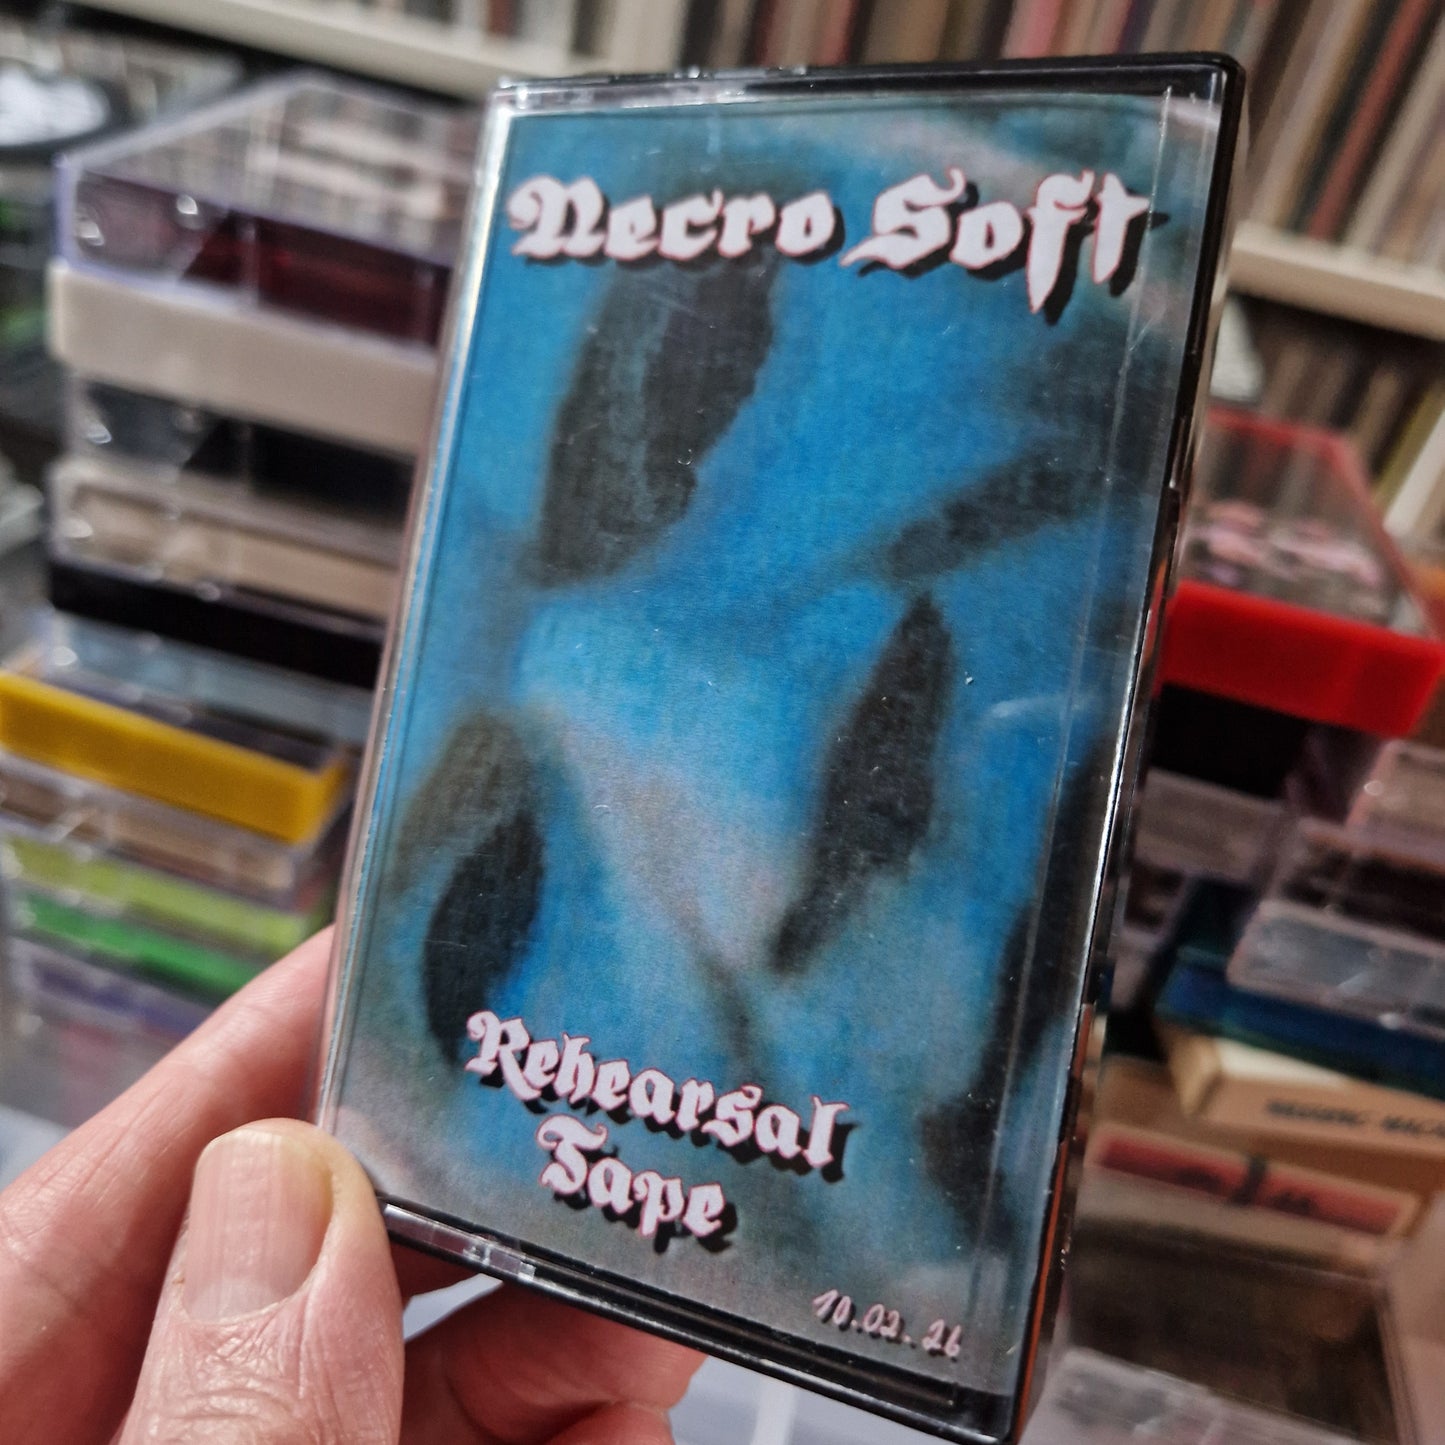 Necro Soft
Rehearsal
Tape
10.02.26